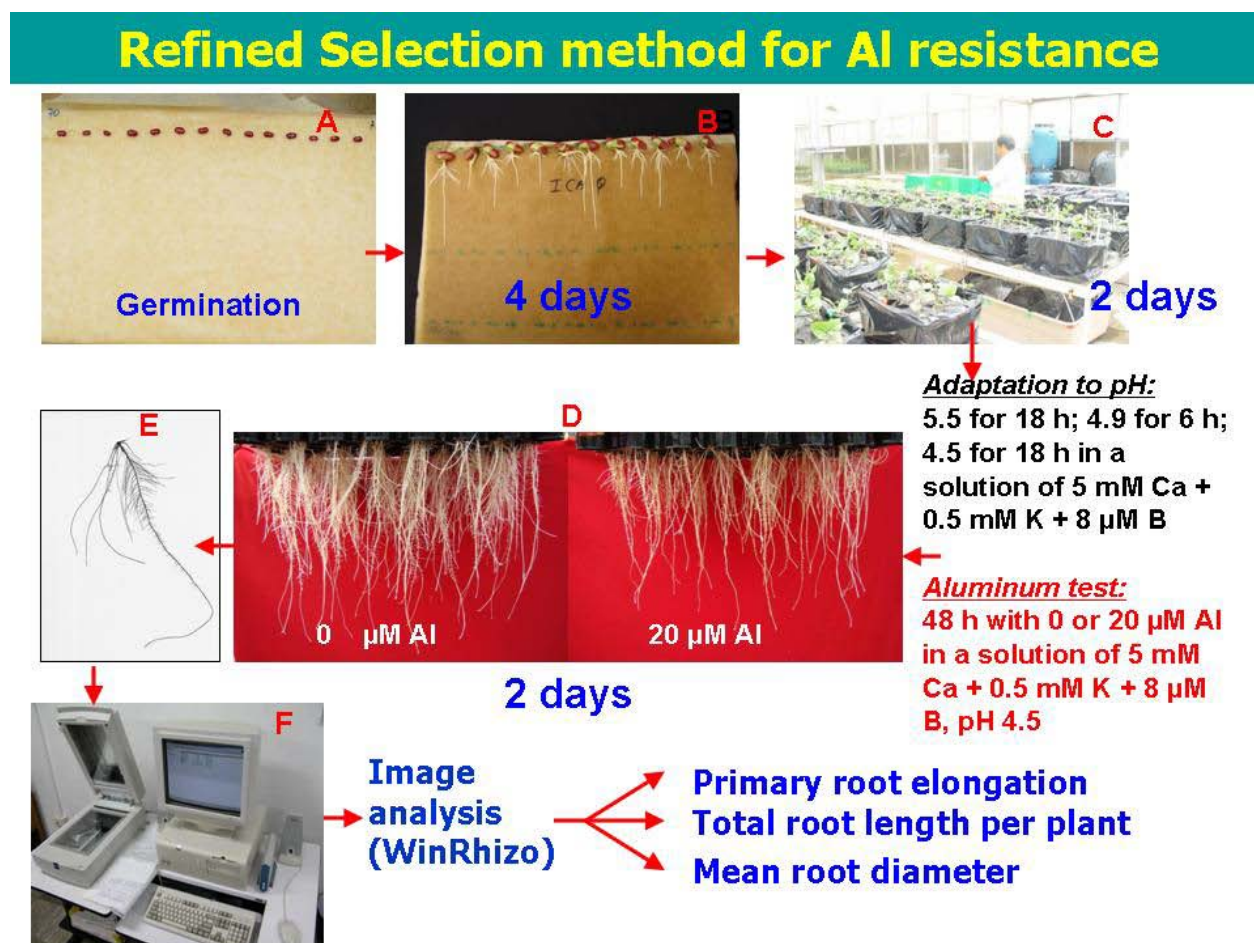 Refined Selection method for Al resistance
A
Germination
B
4 days
C
2 days
Adaptation to pH:
5.5 for 18 h; 4.9 for 6 h;
4.5 for 18 h in a
solution of 5 mM Ca +
0.5 mM K + 8 µM B
E
D
0 µM Al
20 µM Al
2 days
Aluminum test:
48 h with 0 or 20 µM Al
in a solution of 5 mM
Ca + 0.5 mM K + 8 µM
B, pH 4.5
F
Image
analysis
(WinRhizo)
Primary root elongation
Total root length per plant
Mean root diameter